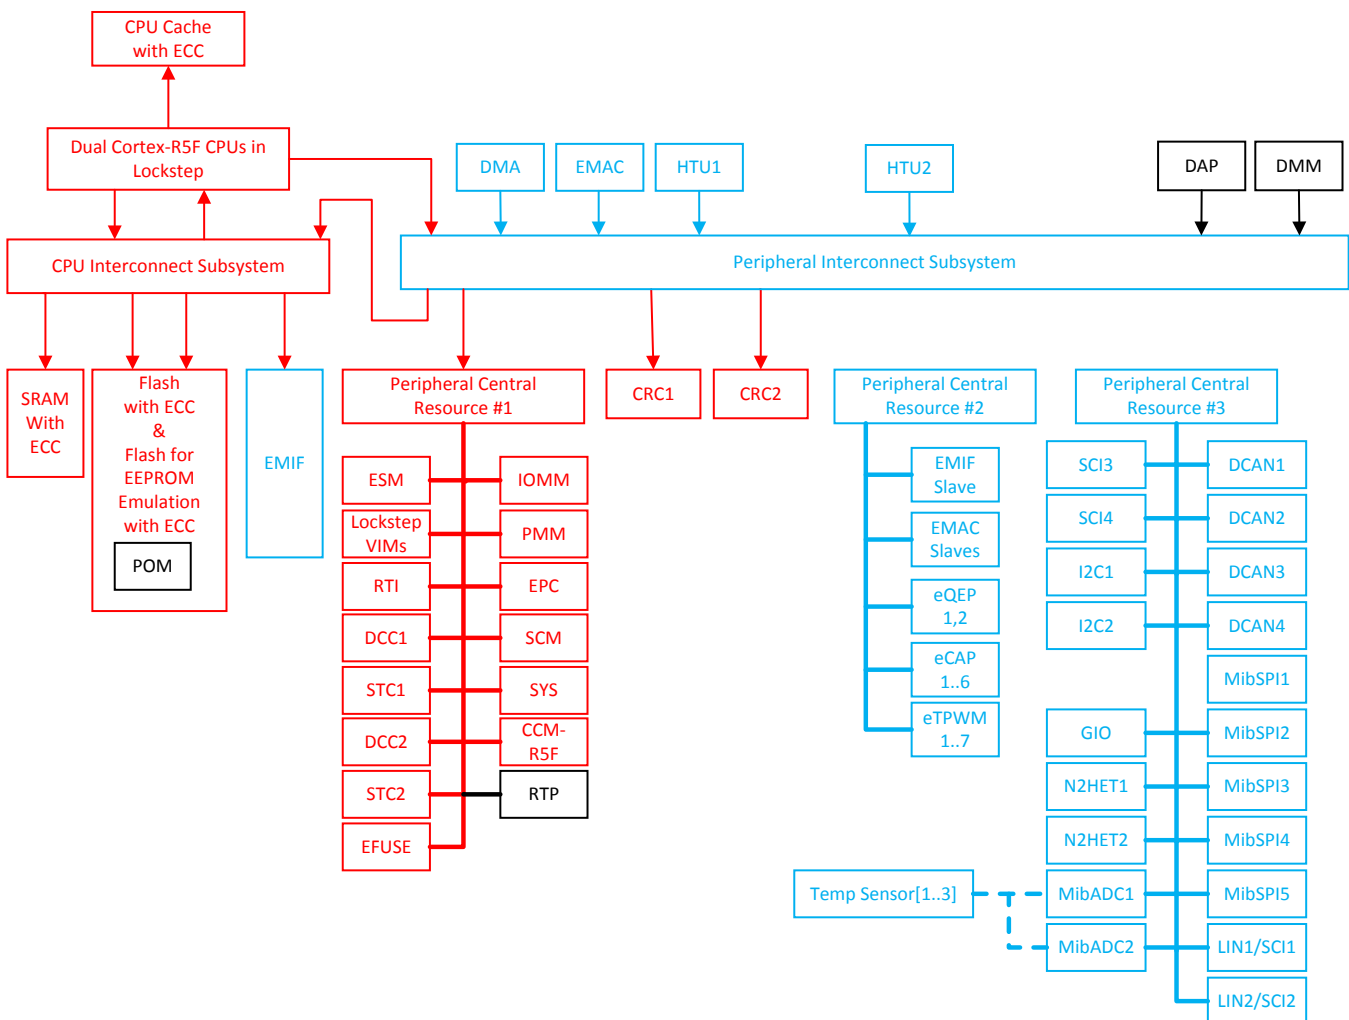 CPU Cache
with ECC
Dual Cortex-R5F CPUs in
Lockstep
DMA
EMAC
HTU1
HTU2
DAP
DMM
CPU Interconnect Subsystem
Peripheral Interconnect Subsystem
SRAM
With
ECC
Flash
with ECC
&
Flash for
EEPROM
Emulation
with ECC
POM
EMIF
Peripheral Central
Resource #1
CRC1
CRC2
Peripheral Central
Resource #2
Peripheral Central
Resource #3
ESM
IOMM
Lockstep
VIMs
PMM
RTI
EPC
DCC1
SCM
STC1
SYS
DCC2
CCM-
R5F
STC2
RTP
EFUSE
EMIF
Slave
EMAC
Slaves
eQEP
1,2
eCAP
1..6
eTPWM
1..7
SCI3
DCAN1
SCI4
DCAN2
I2C1
DCAN3
I2C2
DCAN4
MibSPI1
GIO
MibSPI2
N2HET1
MibSPI3
N2HET2
MibSPI4
Temp Sensor[1..3]
MibADC1
MibSPI5
MibADC2
LIN1/SCI1
LIN2/SCI2